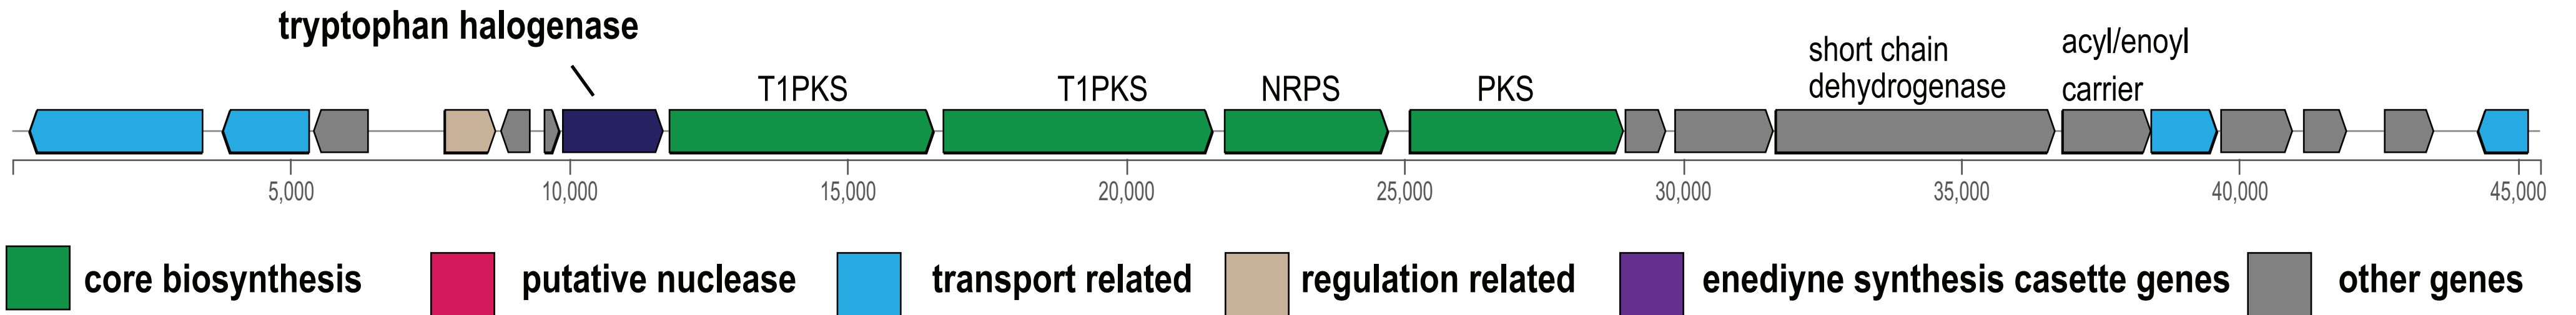 tryptophan halogenase
T1PKS
T1PKS
NRPS
PKS
short chain
dehydrogenase
acyl/enoyl
carrier
5,000 10,000 15,000 20,000 25,000 30,000 35,000 40,000 45,000
core biosynthesis putative nuclease transport related regulation related enediyne synthesis casette genes other genes